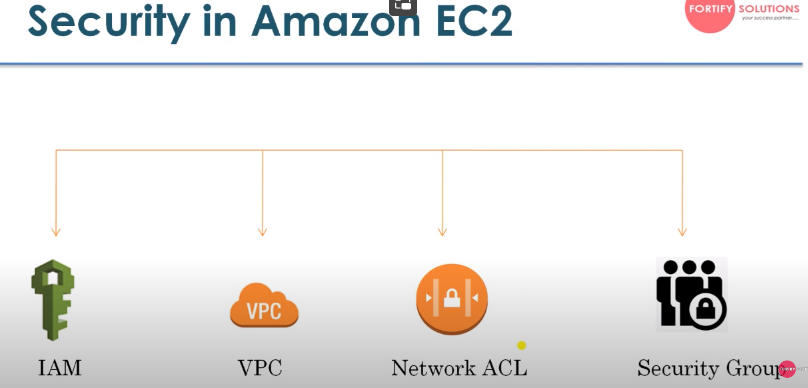 Security in Amazon EC2
FORTIFY SOLUTIONS
your success partner....
VPC
IAM
VPC
Network ACL
Security Group